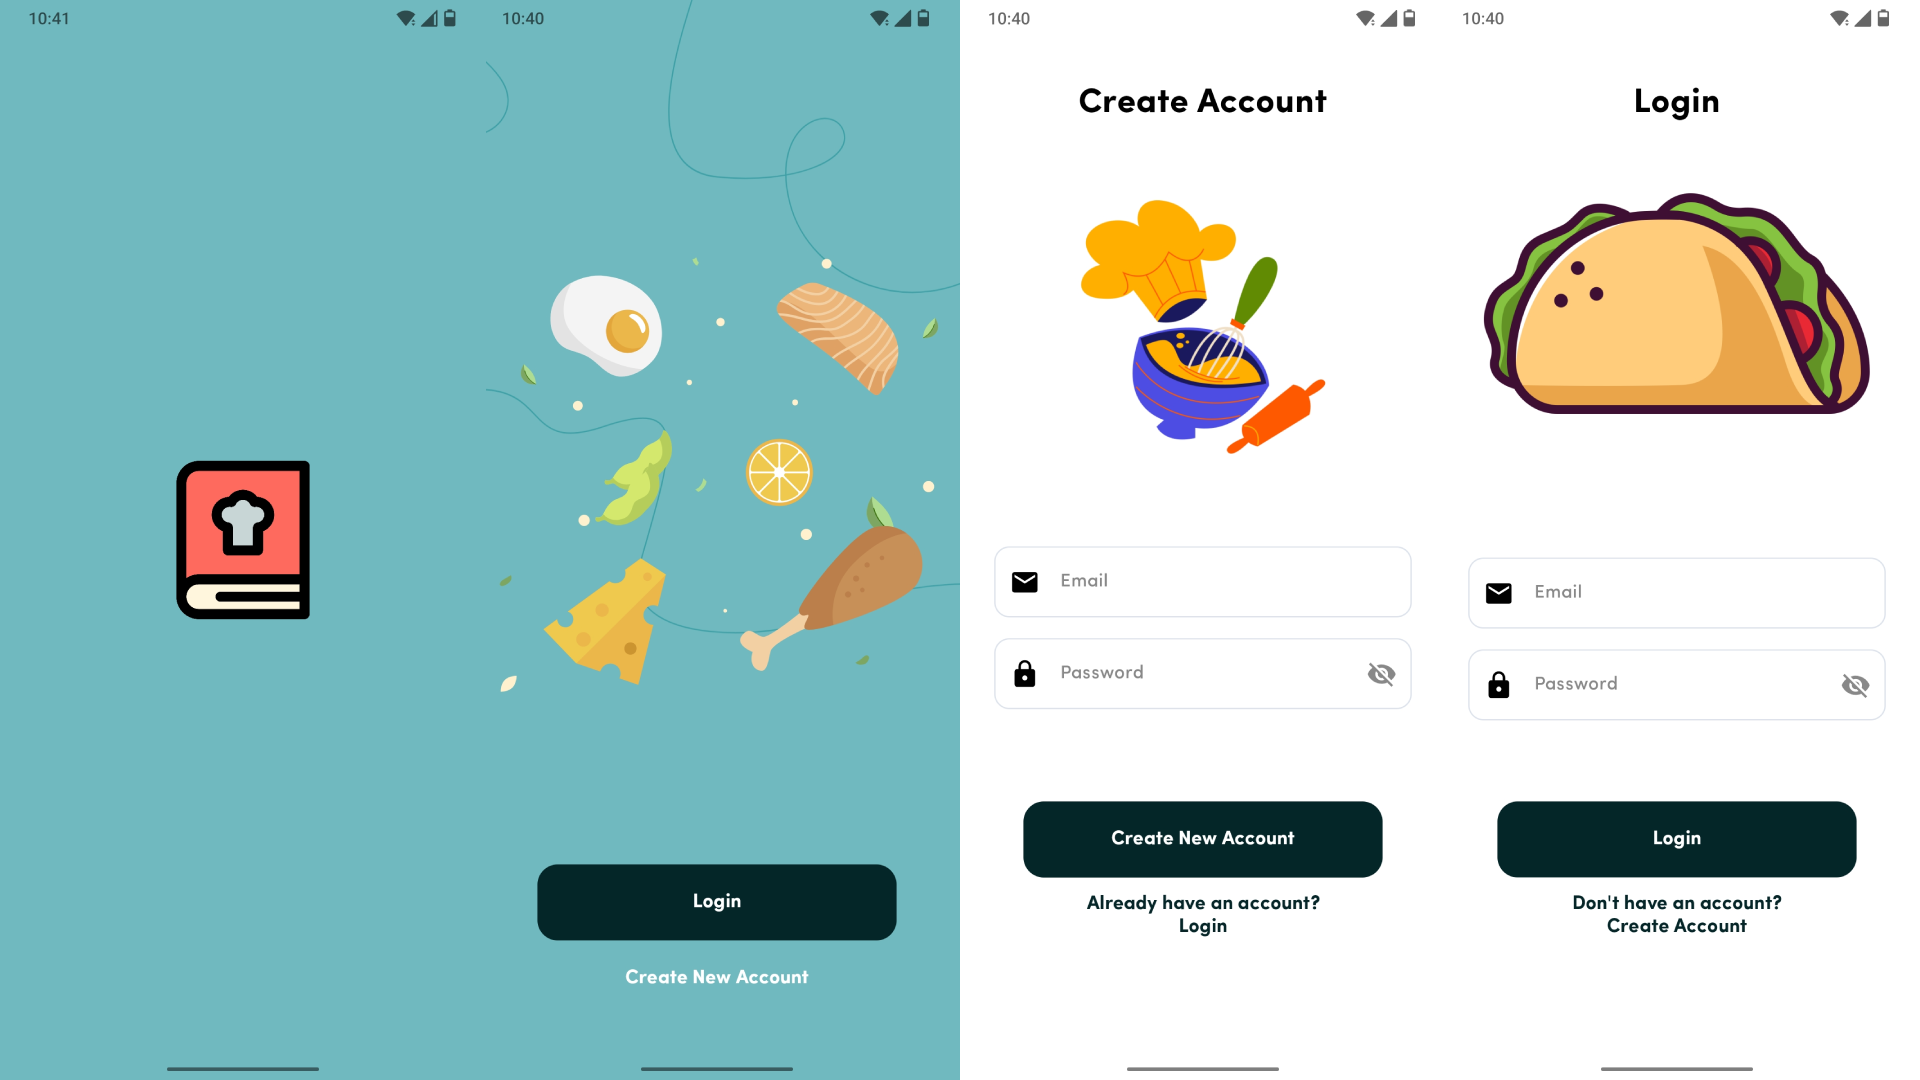 10:41
10:40
Login
Create New Account
10:40
Create Account
Email
Password
Create New Account
Already have an account?
Login
10:40
Login
Email
Password
Login
Don't have an account?
Create Account